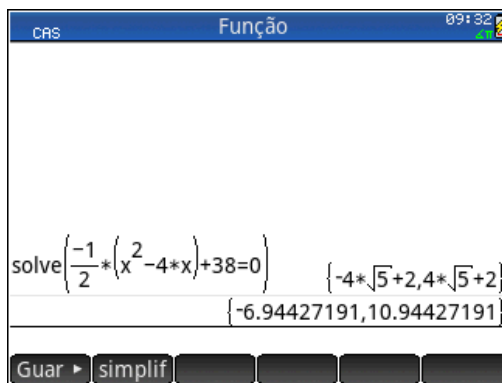 CAS Função 09:32
∡π
solve(-1/2*(x^2-4*x)+38=0)
{-4*√5+2,4*√5+2}
{-6.94427191,10.94427191}
Guar ▸ simplif